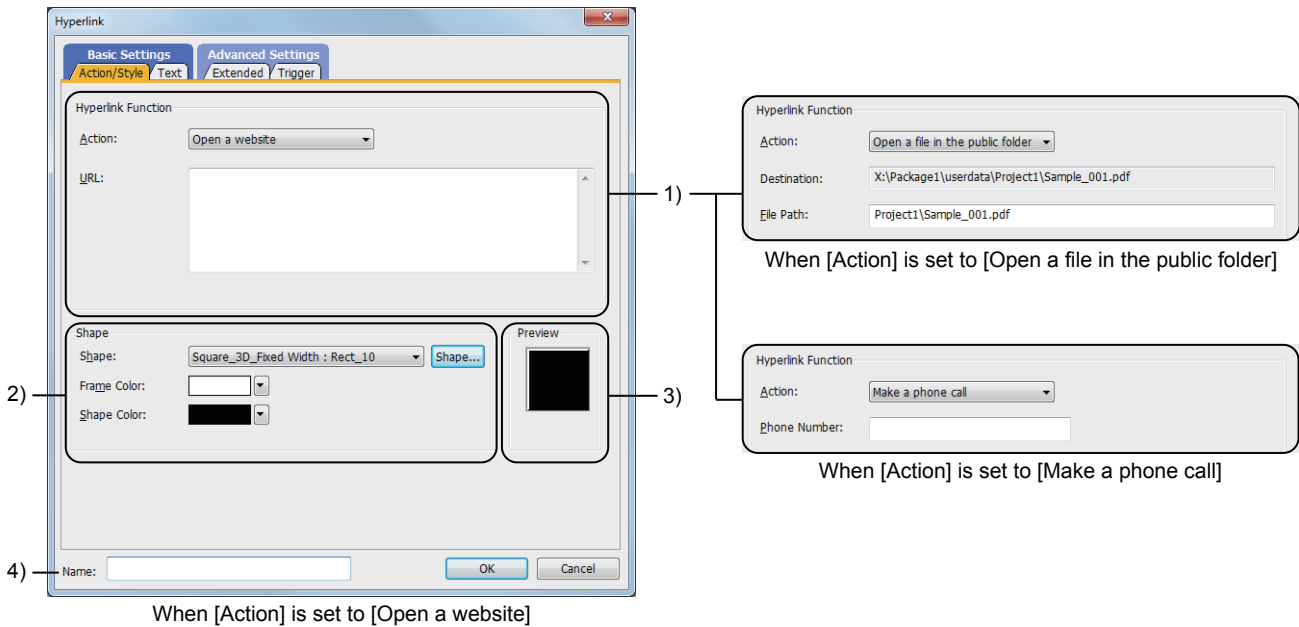 Hyperlink
Basic Settings
Advanced Settings
Action/Style
Text
Extended
Trigger
Hyperlink Function
Action:
Open a website
URL:
1)
Shape
Shape:
Square_3D_Fixed Width : Rect_10
Shape...
Frame Color:
Shape Color:
2)
Preview
3)
4)
Name:
OK
Cancel
When [Action] is set to [Open a website]
Hyperlink Function
Action:
Open a file in the public folder
Destination:
X:\Package1\userdata\Project1\Sample_001.pdf
File Path:
Project1\Sample_001.pdf
When [Action] is set to [Open a file in the public folder]
Hyperlink Function
Action:
Make a phone call
Phone Number:
When [Action] is set to [Make a phone call]